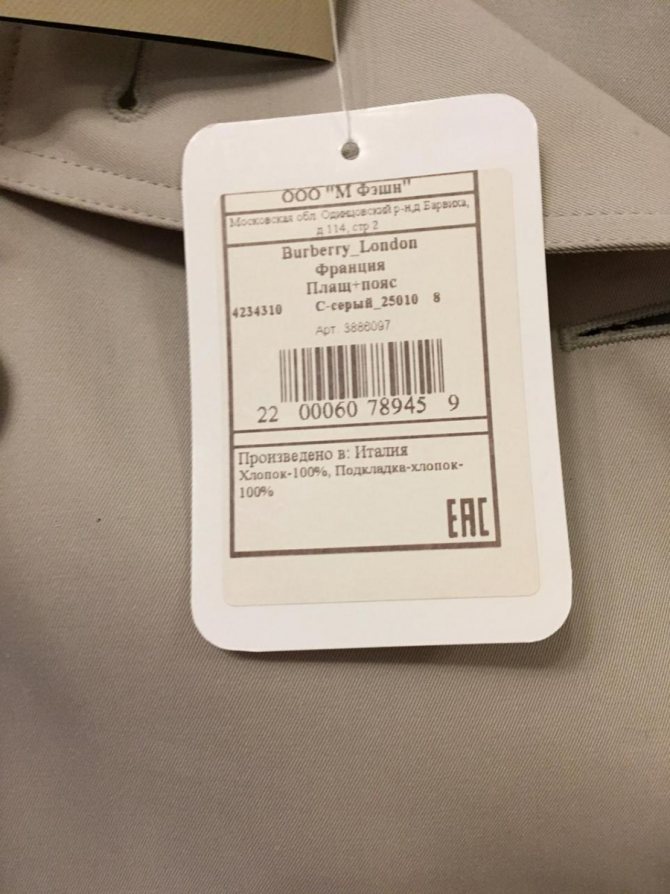 ООО "М Фэшн"
Московская обл. Одинцовский р-н,д Барвиха,
д 114, стр 2
Burberry_London
Франция
Плащ+пояс
4234310 С-серый_25010 8
Арт. 3886097
22 00060 78945 9
Произведено в: Италия
Хлопок-100%, Подкладка-хлопок-
100%
EAC